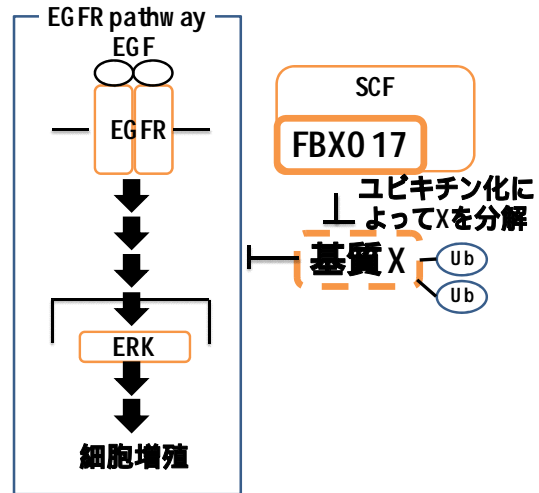 EGFR pathway
EGF
EGFR
ERK
細胞増殖
SCF
FBXO17
ユビキチン化に
よってXを分解
基質X
Ub
Ub